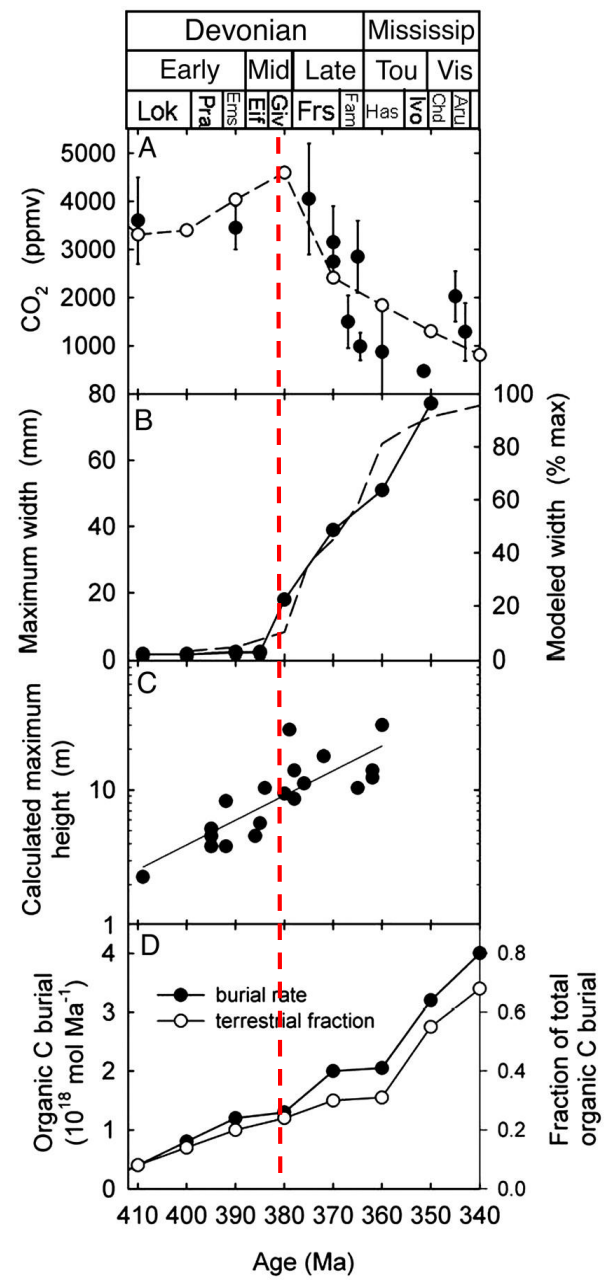 Devonian Mississip
Early Mid Late Tou Vis
Lok Pra Ems Eif Giv Frs Fam Has Ivo Chd Aru
A
CO2 (ppmv)
5000
4000
3000
2000
1000
B
Maximum width (mm)
80
60
40
20
0
100
80
60
40
20
0
Modeled width (% max)
C
Calculated maximum
height (m)
10
1
D
Organic C burial
(10^18 mol Ma^-1)
4
3
2
1
0
burial rate
terrestrial fraction
0.8
0.6
0.4
0.2
0.0
Fraction of total
organic C burial
410 400 390 380 370 360 350 340
Age (Ma)